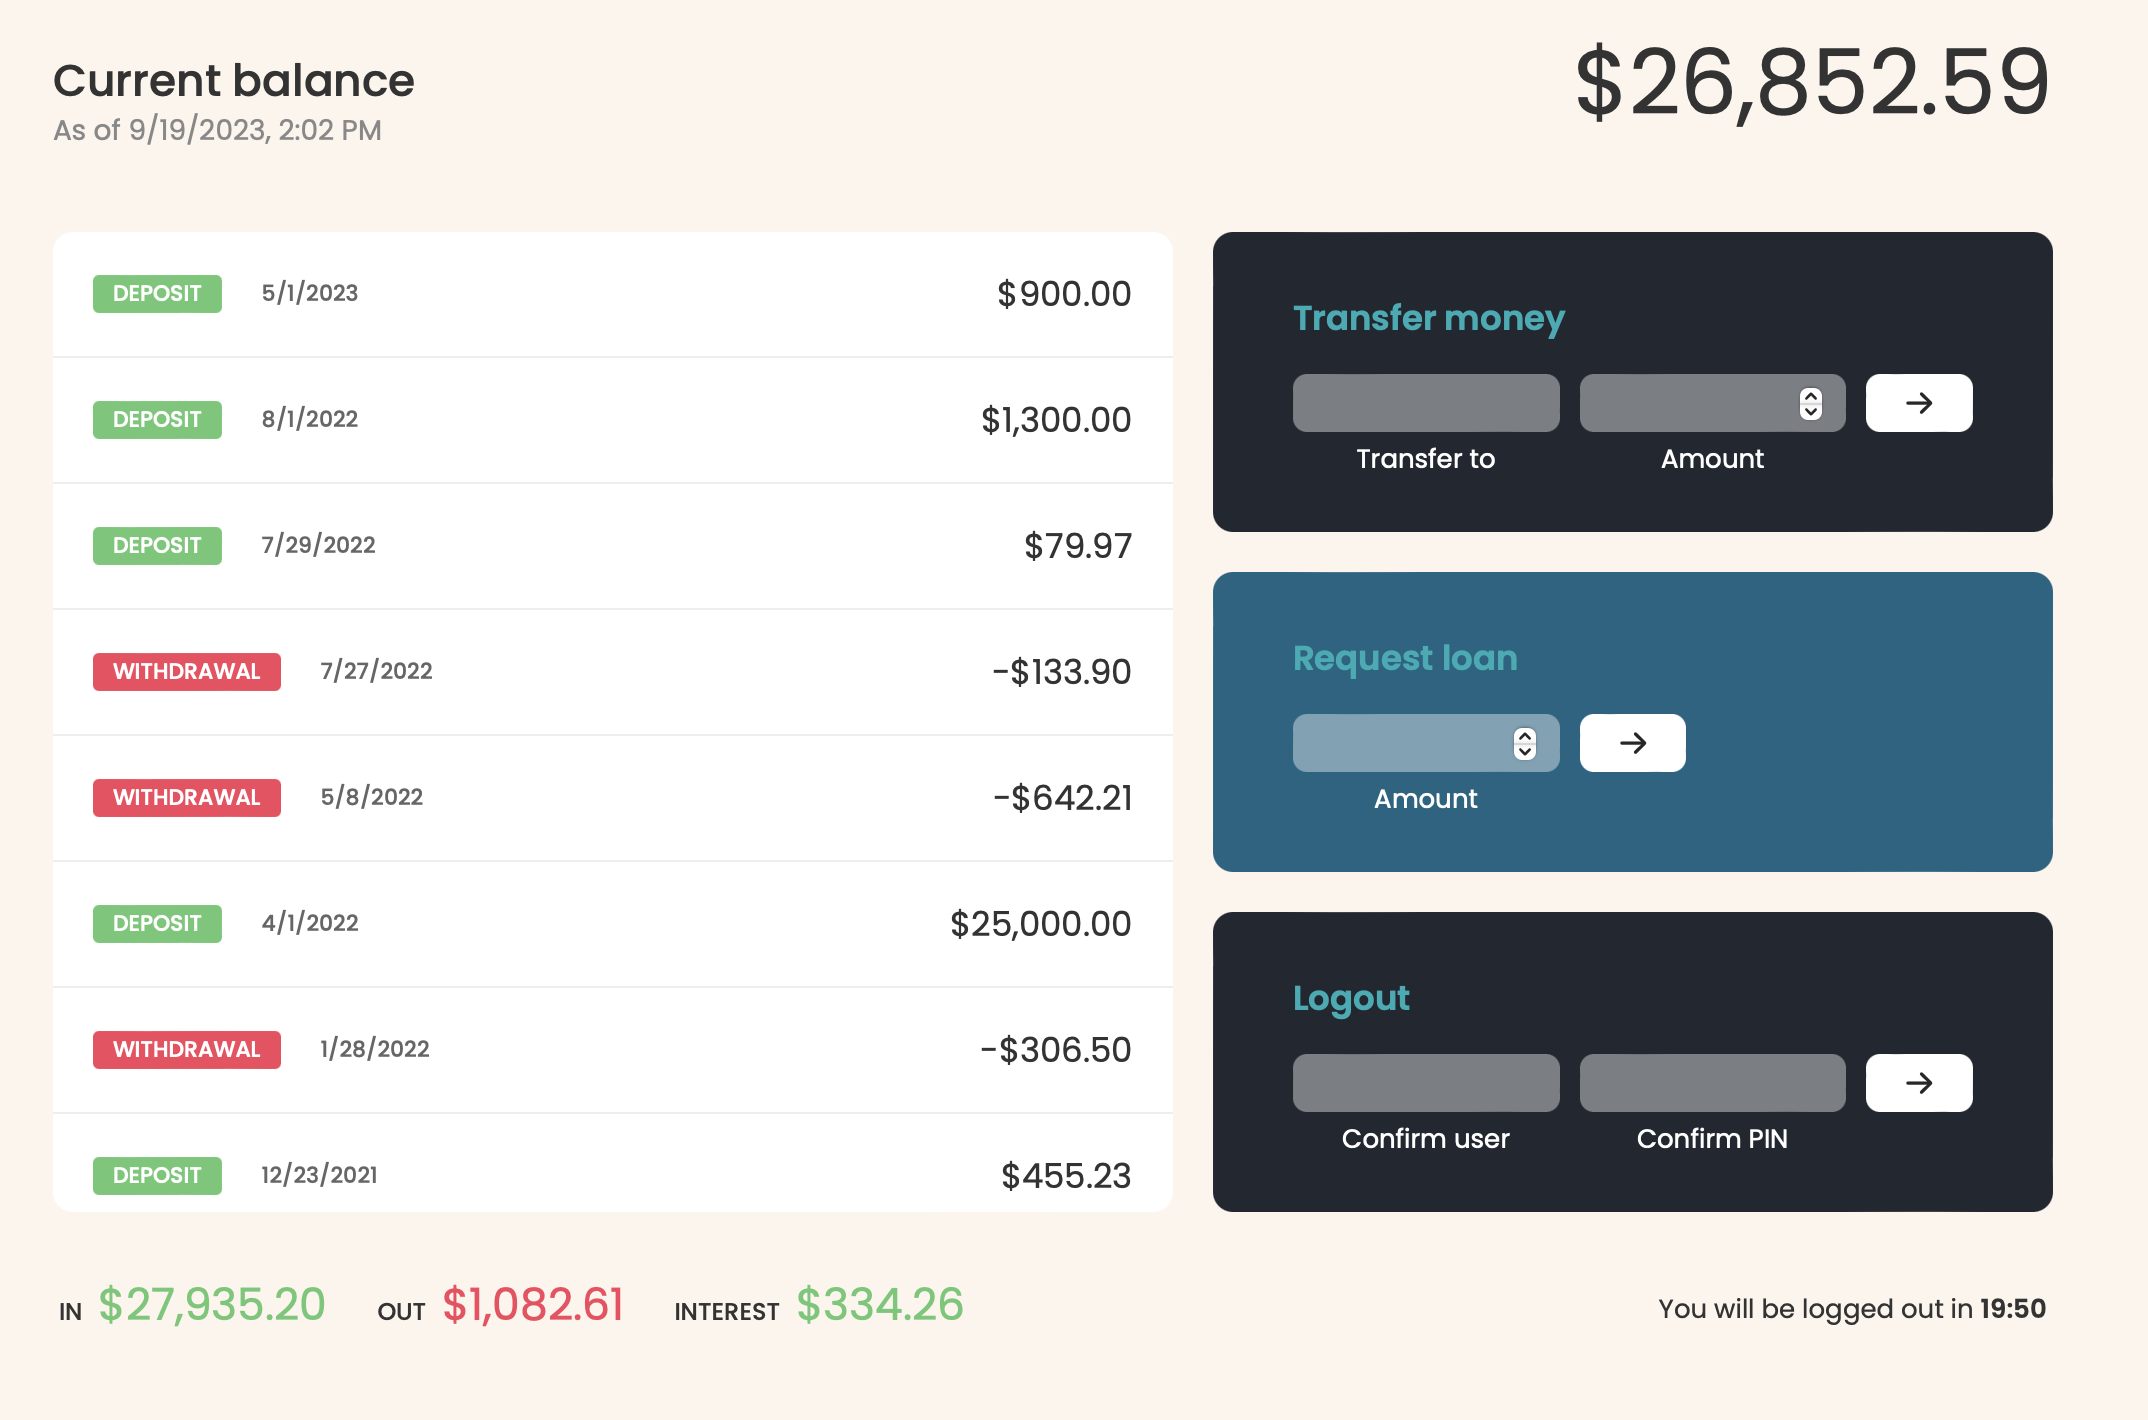 Current balance
As of 9/19/2023, 2:02 PM
$26,852.59
DEPOSIT 5/1/2023 $900.00
DEPOSIT 8/1/2022 $1,300.00
DEPOSIT 7/29/2022 $79.97
WITHDRAWAL 7/27/2022 -$133.90
WITHDRAWAL 5/8/2022 -$642.21
DEPOSIT 4/1/2022 $25,000.00
WITHDRAWAL 1/28/2022 -$306.50
DEPOSIT 12/23/2021 $455.23
Transfer money
Transfer to Amount
Request loan
Amount
Logout
Confirm user Confirm PIN
IN $27,935.20 OUT $1,082.61 INTEREST $334.26
You will be logged out in 19:50